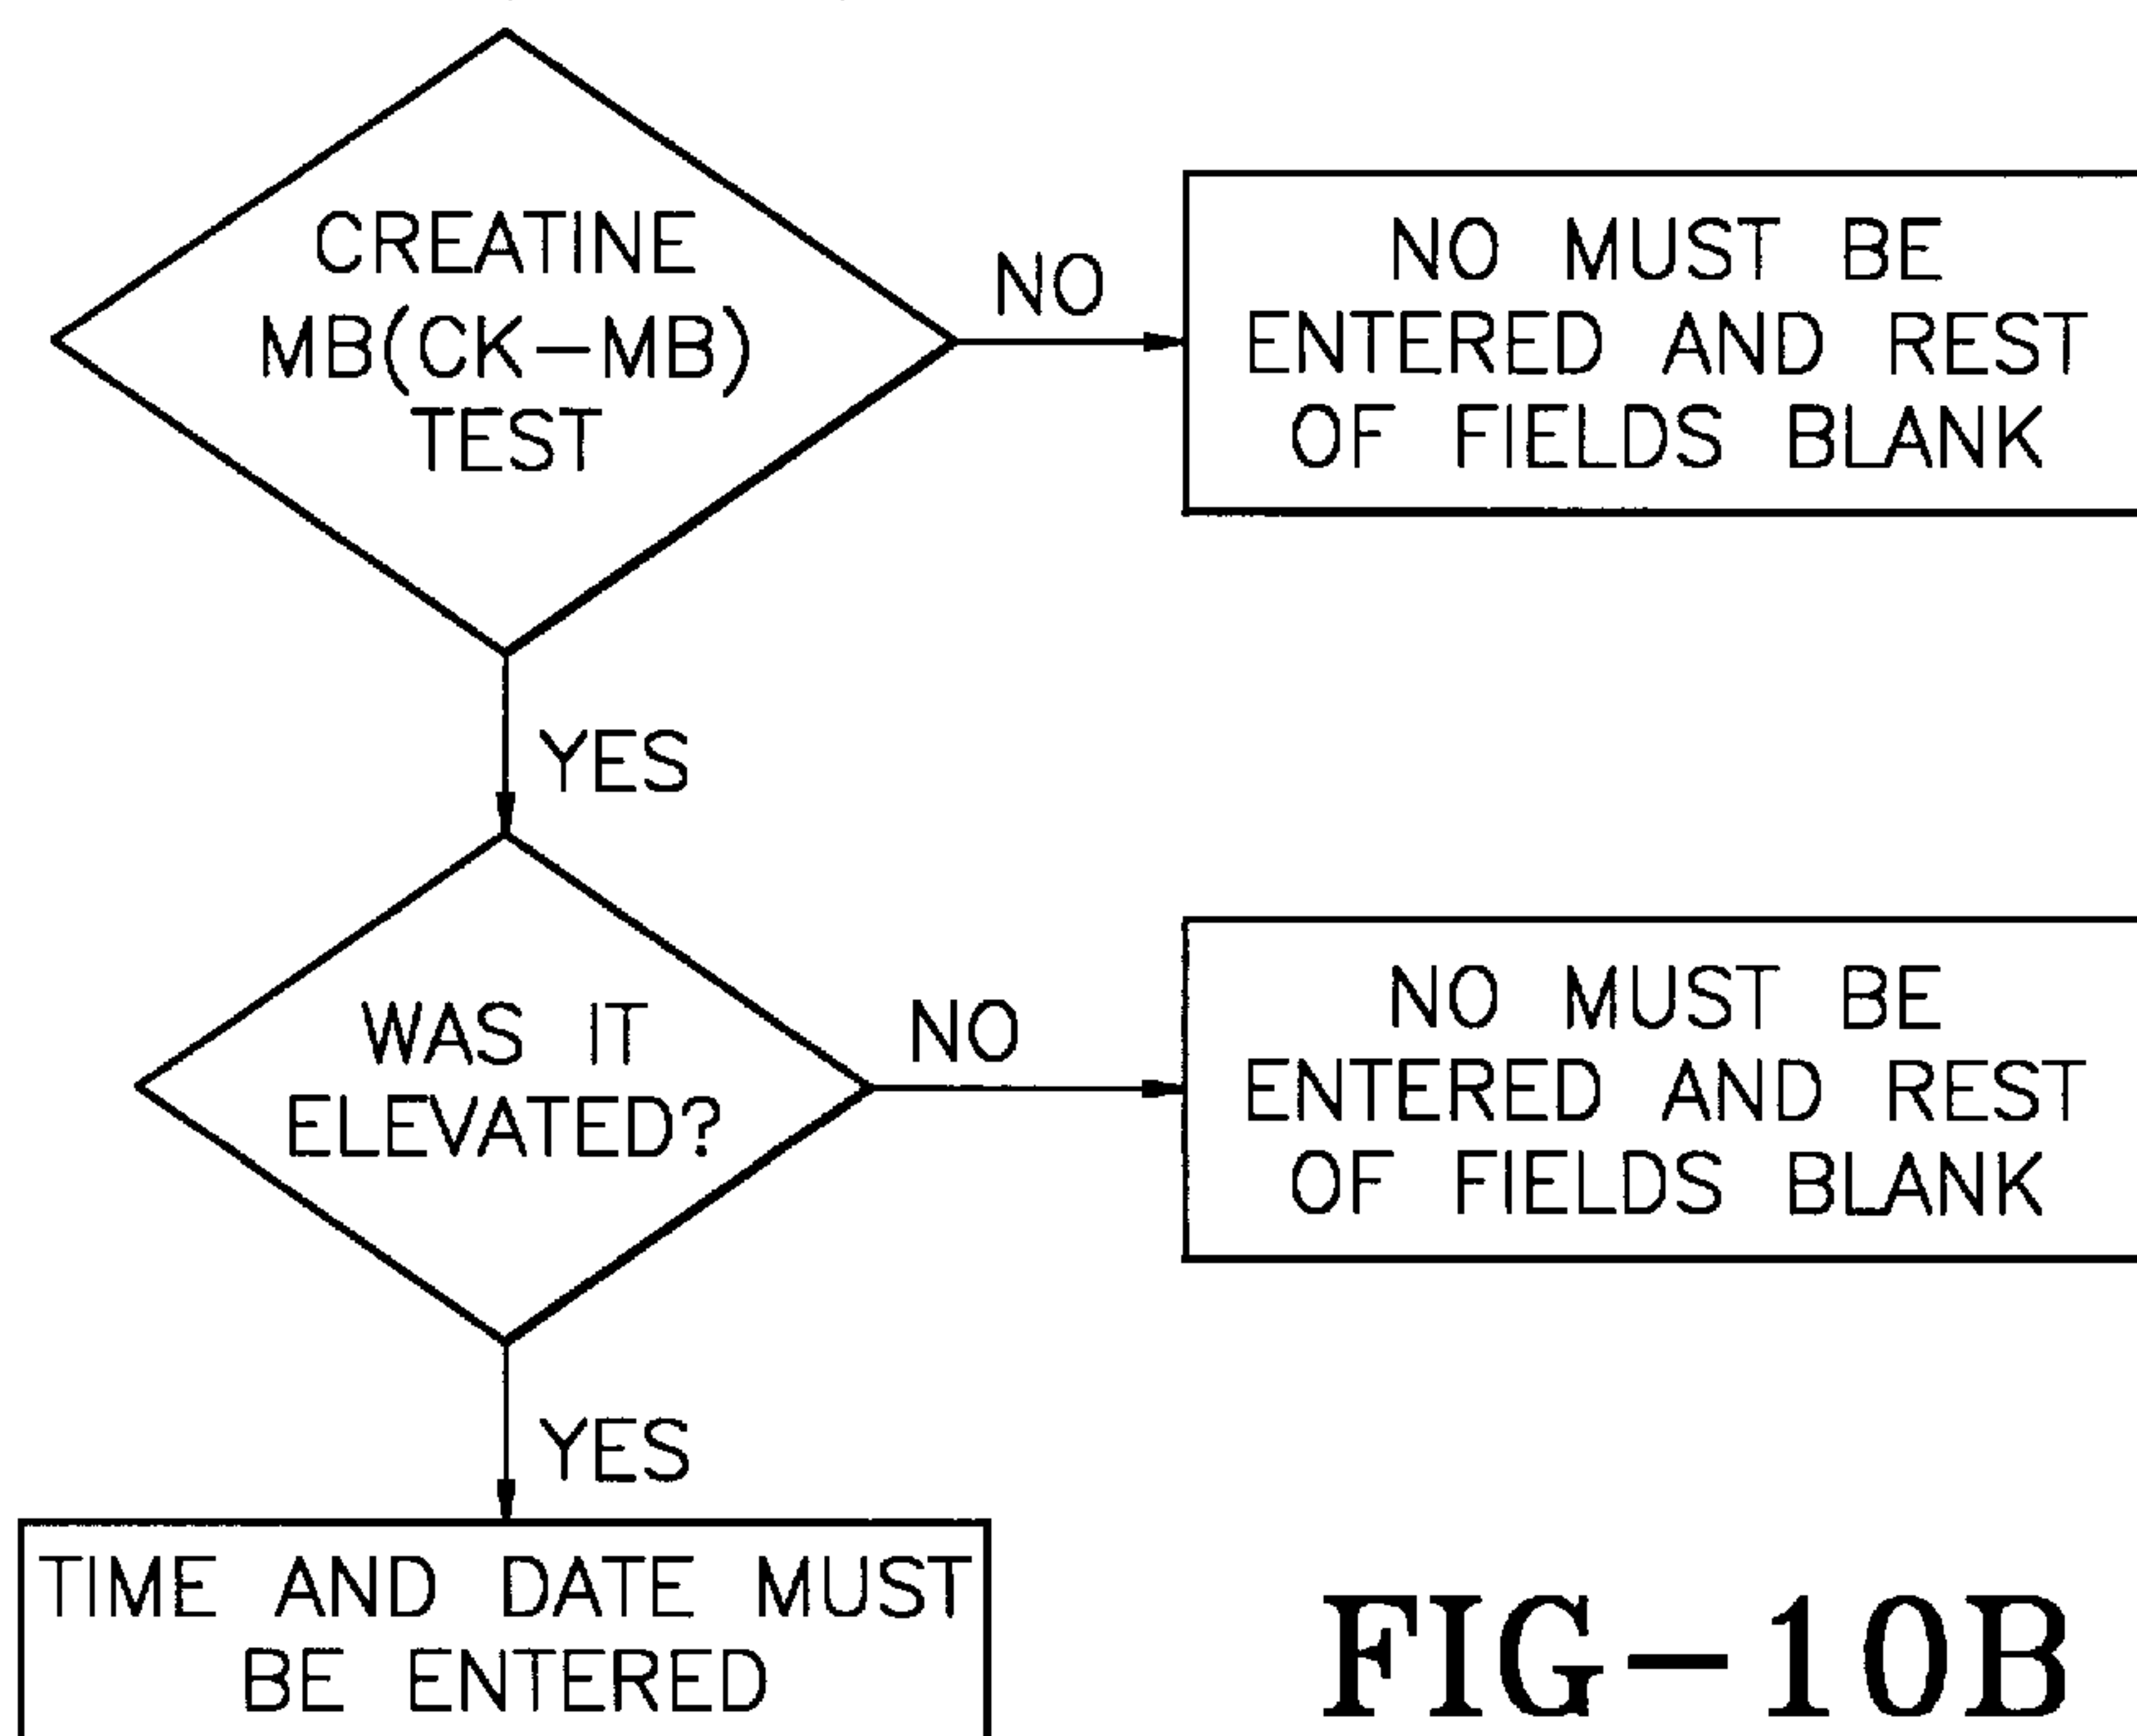 CREATINE
MB(CK-MB)
TEST
NO
NO MUST BE
ENTERED AND REST
OF FIELDS BLANK
YES
WAS IT
ELEVATED?
NO
NO MUST BE
ENTERED AND REST
OF FIELDS BLANK
YES
TIME AND DATE MUST
BE ENTERED
FIG-10B